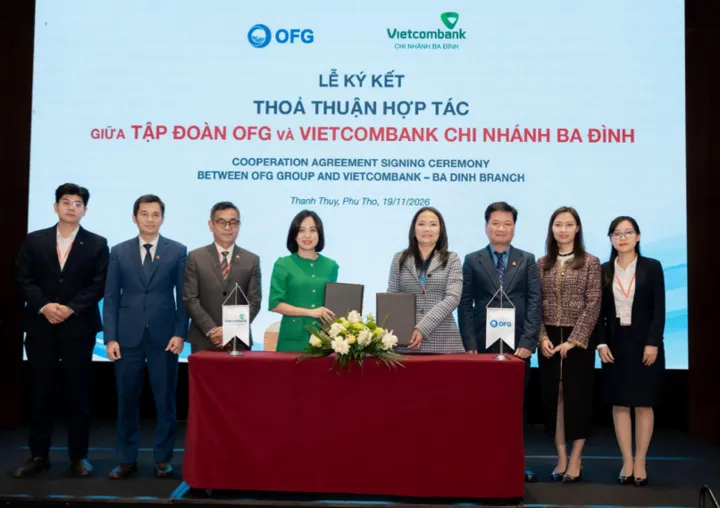 OFG
Vietcombank
CHI NHÁNH BA ĐÌNH
LỄ KÝ KẾT
THOẢ THUẬN HỢP TÁC
GIỮA TẬP ĐOÀN OFG VÀ VIETCOMBANK CHI NHÁNH BA ĐÌNH
COOPERATION AGREEMENT SIGNING CEREMONY
BETWEEN OFG GROUP AND VIETCOMBANK – BA DINH BRANCH
Thanh Thuy, Phu Tho, 19/11/2026
Vietcombank
OFG